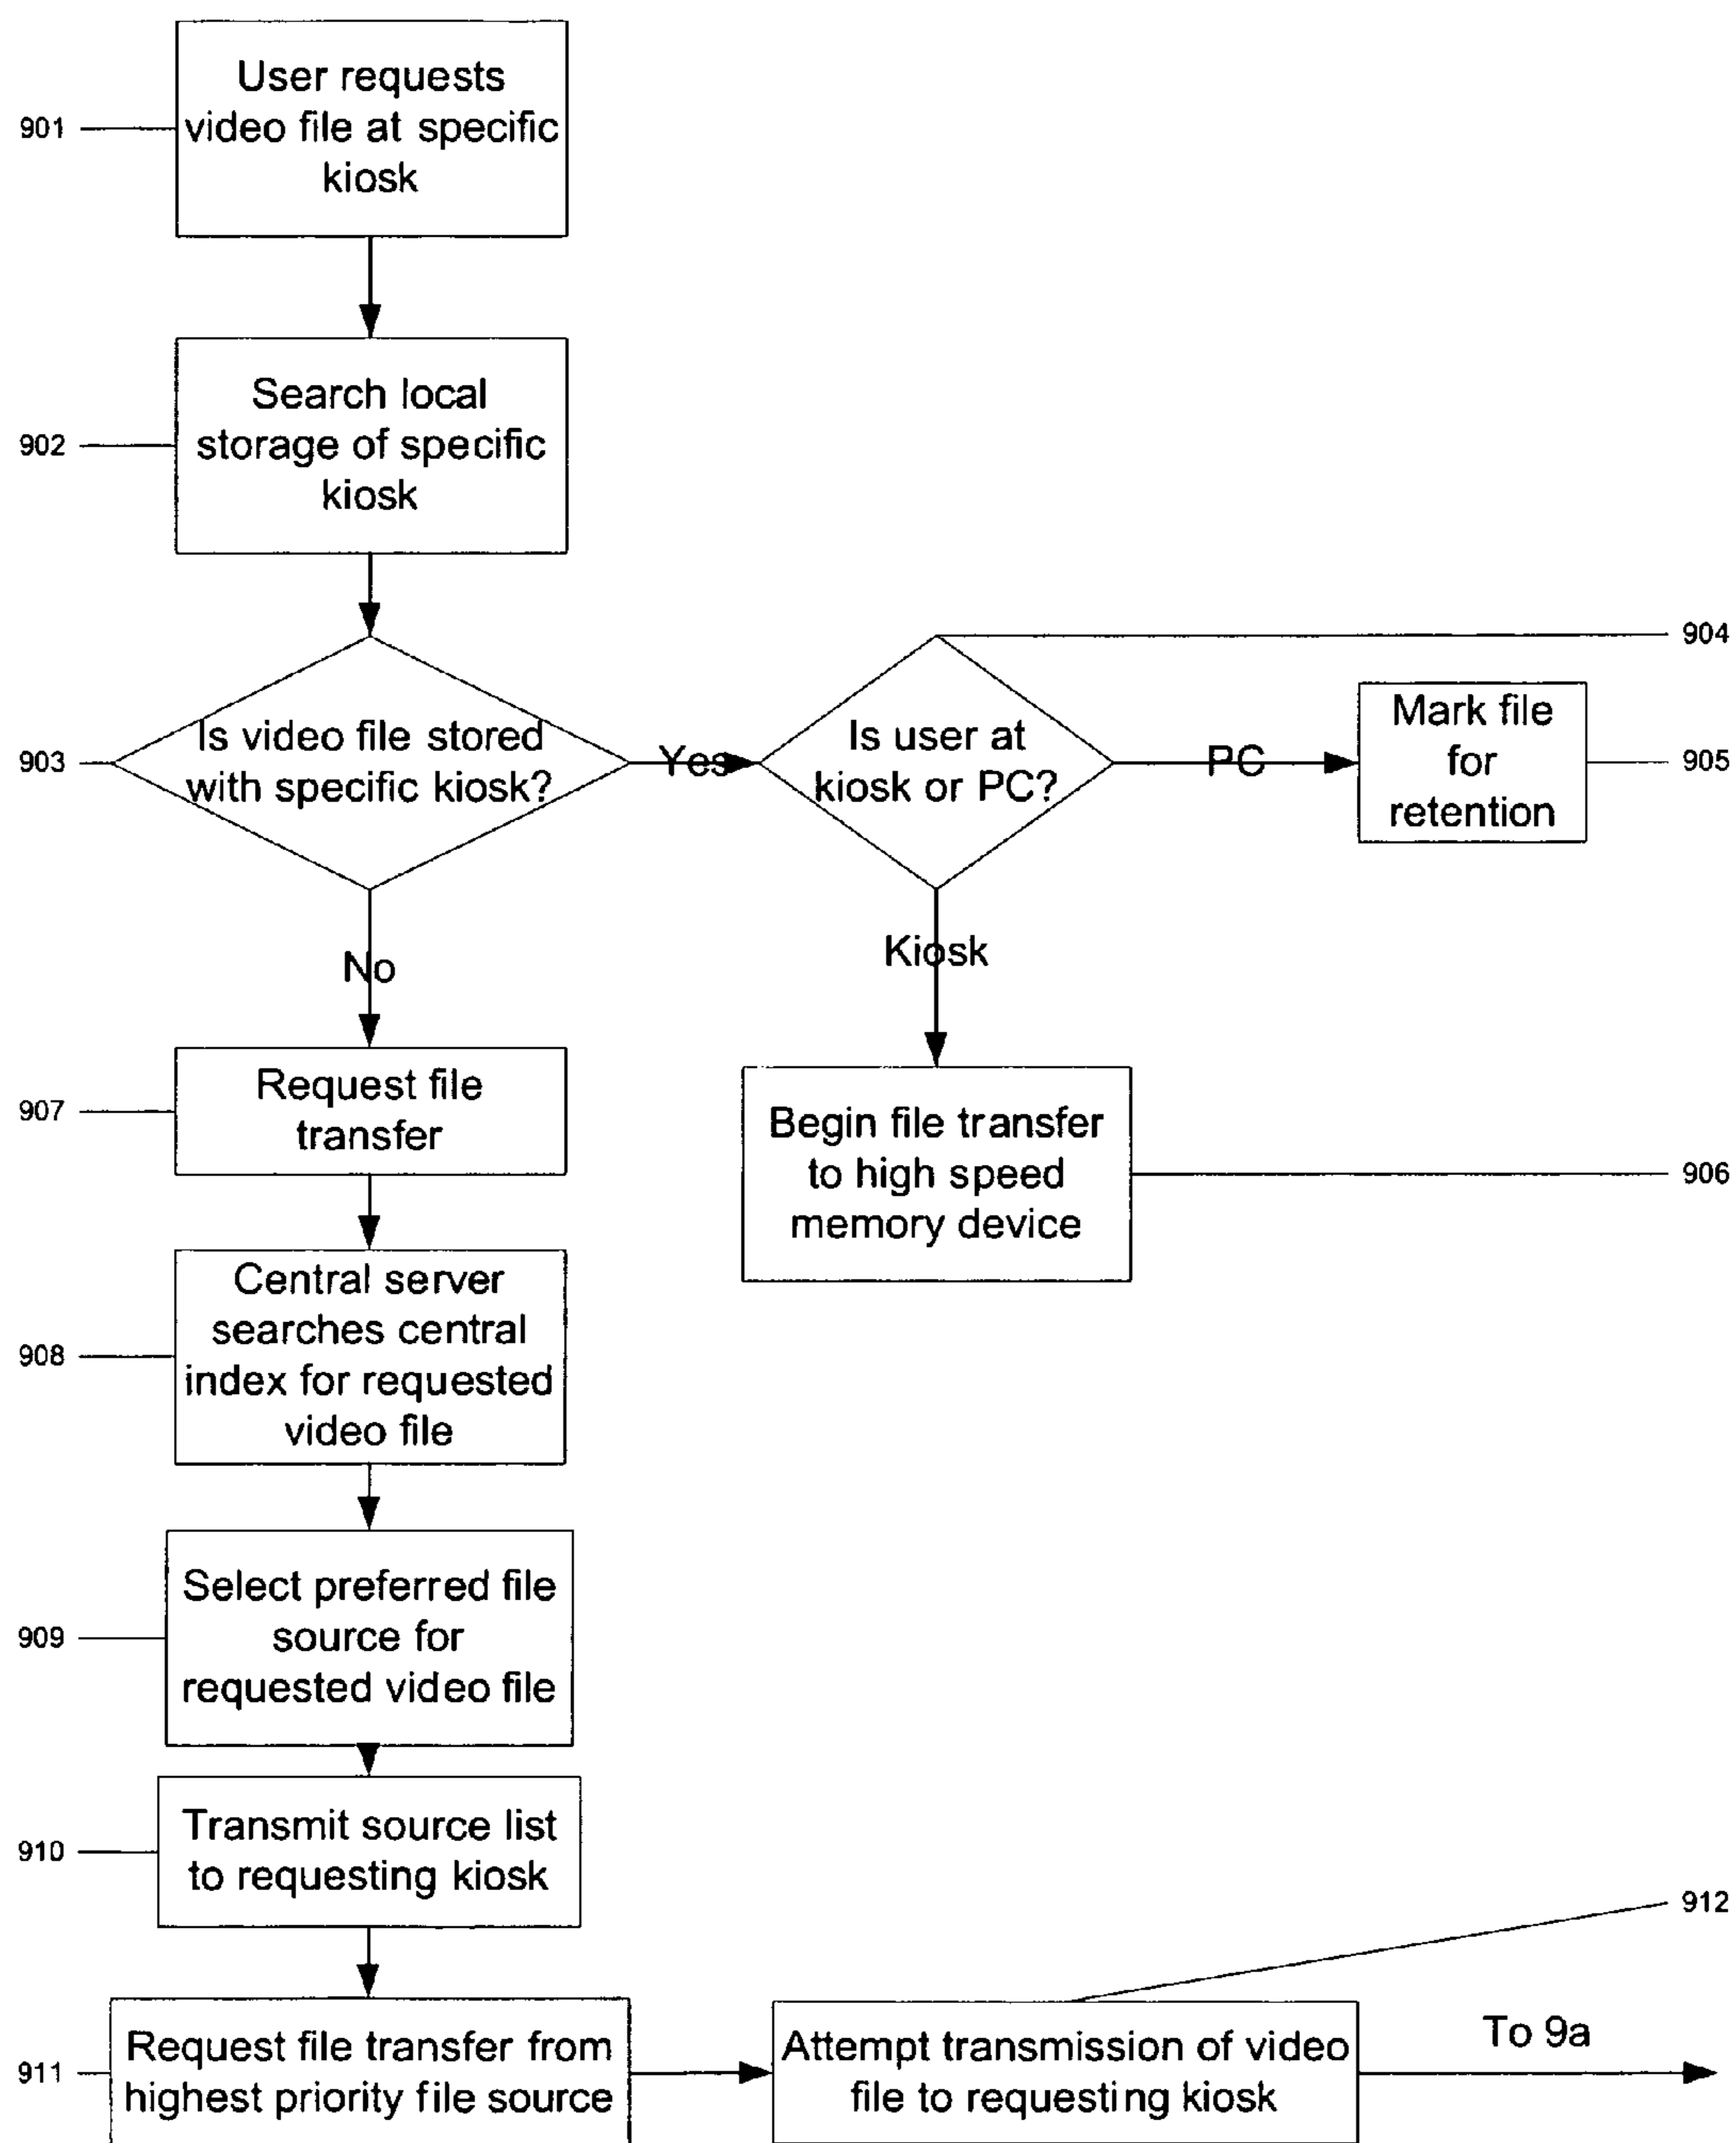 User requests
video file at specific
kiosk
901
Search local
storage of specific
kiosk
902
904
Is video file stored
with specific kiosk?
903
Yes
Is user at
kiosk or PC?
PC
Mark file
for
retention
905
No
Kiosk
Request file
transfer
907
Begin file transfer
to high speed
memory device
906
Central server
searches central
index for requested
video file
908
Select preferred file
source for
requested video file
909
Transmit source list
to requesting kiosk
910
912
Request file transfer from
highest priority file source
911
Attempt transmission of video
file to requesting kiosk
To 9a